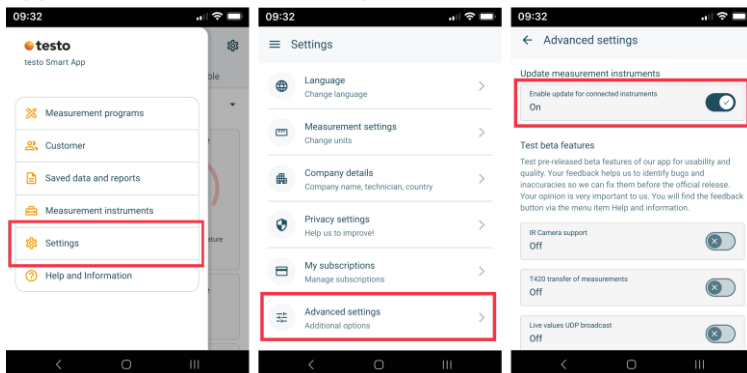 09:32
testo
testo Smart App
ble
Measurement programs
Customer
Saved data and reports
Measurement instruments
Settings
ature
Help and Information
09:32
Settings
Language
Change language
Measurement settings
Change units
Company details
Company name, technician, country
Privacy settings
Help us to improve!
My subscriptions
Manage subscriptions
Advanced settings
Additional options
09:32
Advanced settings
Update measurement instruments
Enable update for connected instruments
On
Test beta features
Test pre-released beta features of our app for usability and
quality. Your feedback helps us to identify bugs and
inaccuracies so we can fix them before the official release.
Your opinion is very important to us. You will find the feedback
button via the menu item Help and information.
IR Camera support
Off
T420 transfer of measurements
Off
Live values UDP broadcast
Off